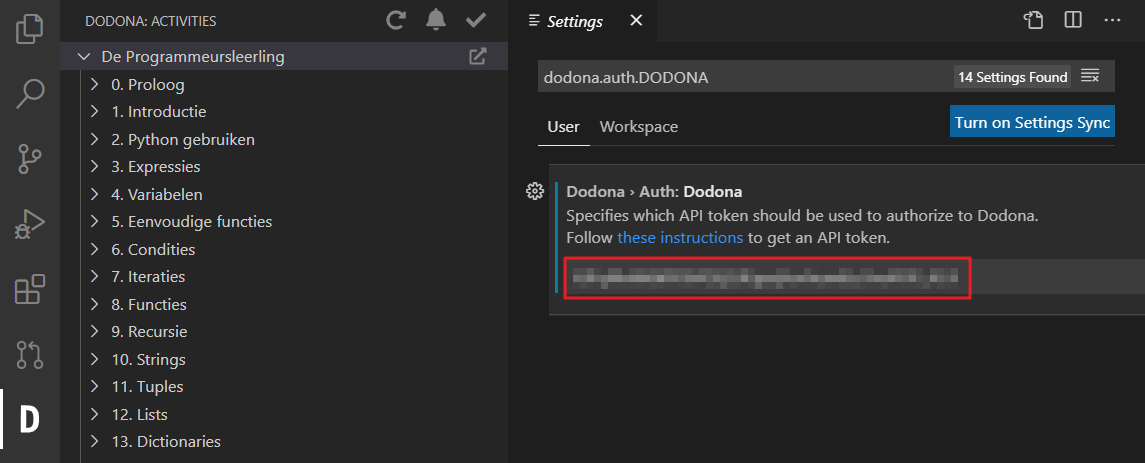 DODONA: ACTIVITIES
De Programmeursleerling
0. Proloog
1. Introductie
2. Python gebruiken
3. Expressies
4. Variabelen
5. Eenvoudige functies
6. Condities
7. Iteraties
8. Functies
9. Recursie
10. Strings
11. Tuples
12. Lists
13. Dictionaries
D
Settings
dodona.auth.DODONA
14 Settings Found
User Workspace
Turn on Settings Sync
Dodona › Auth: Dodona
Specifies which API token should be used to authorize to Dodona.
Follow these instructions to get an API token.